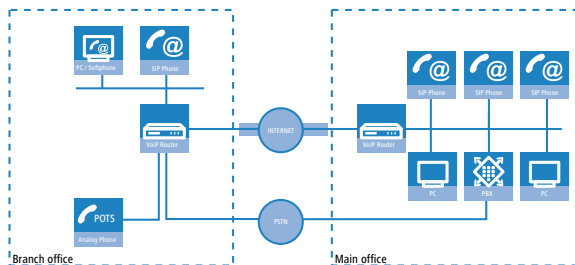 @
PC / Softphone
@
SIP Phone
VoIP Router
POTS
Analog Phone
Branch office
INTERNET
PSTN
@
SIP Phone
@
SIP Phone
@
SIP Phone
VoIP Router
PC
PBX
PC
Main office